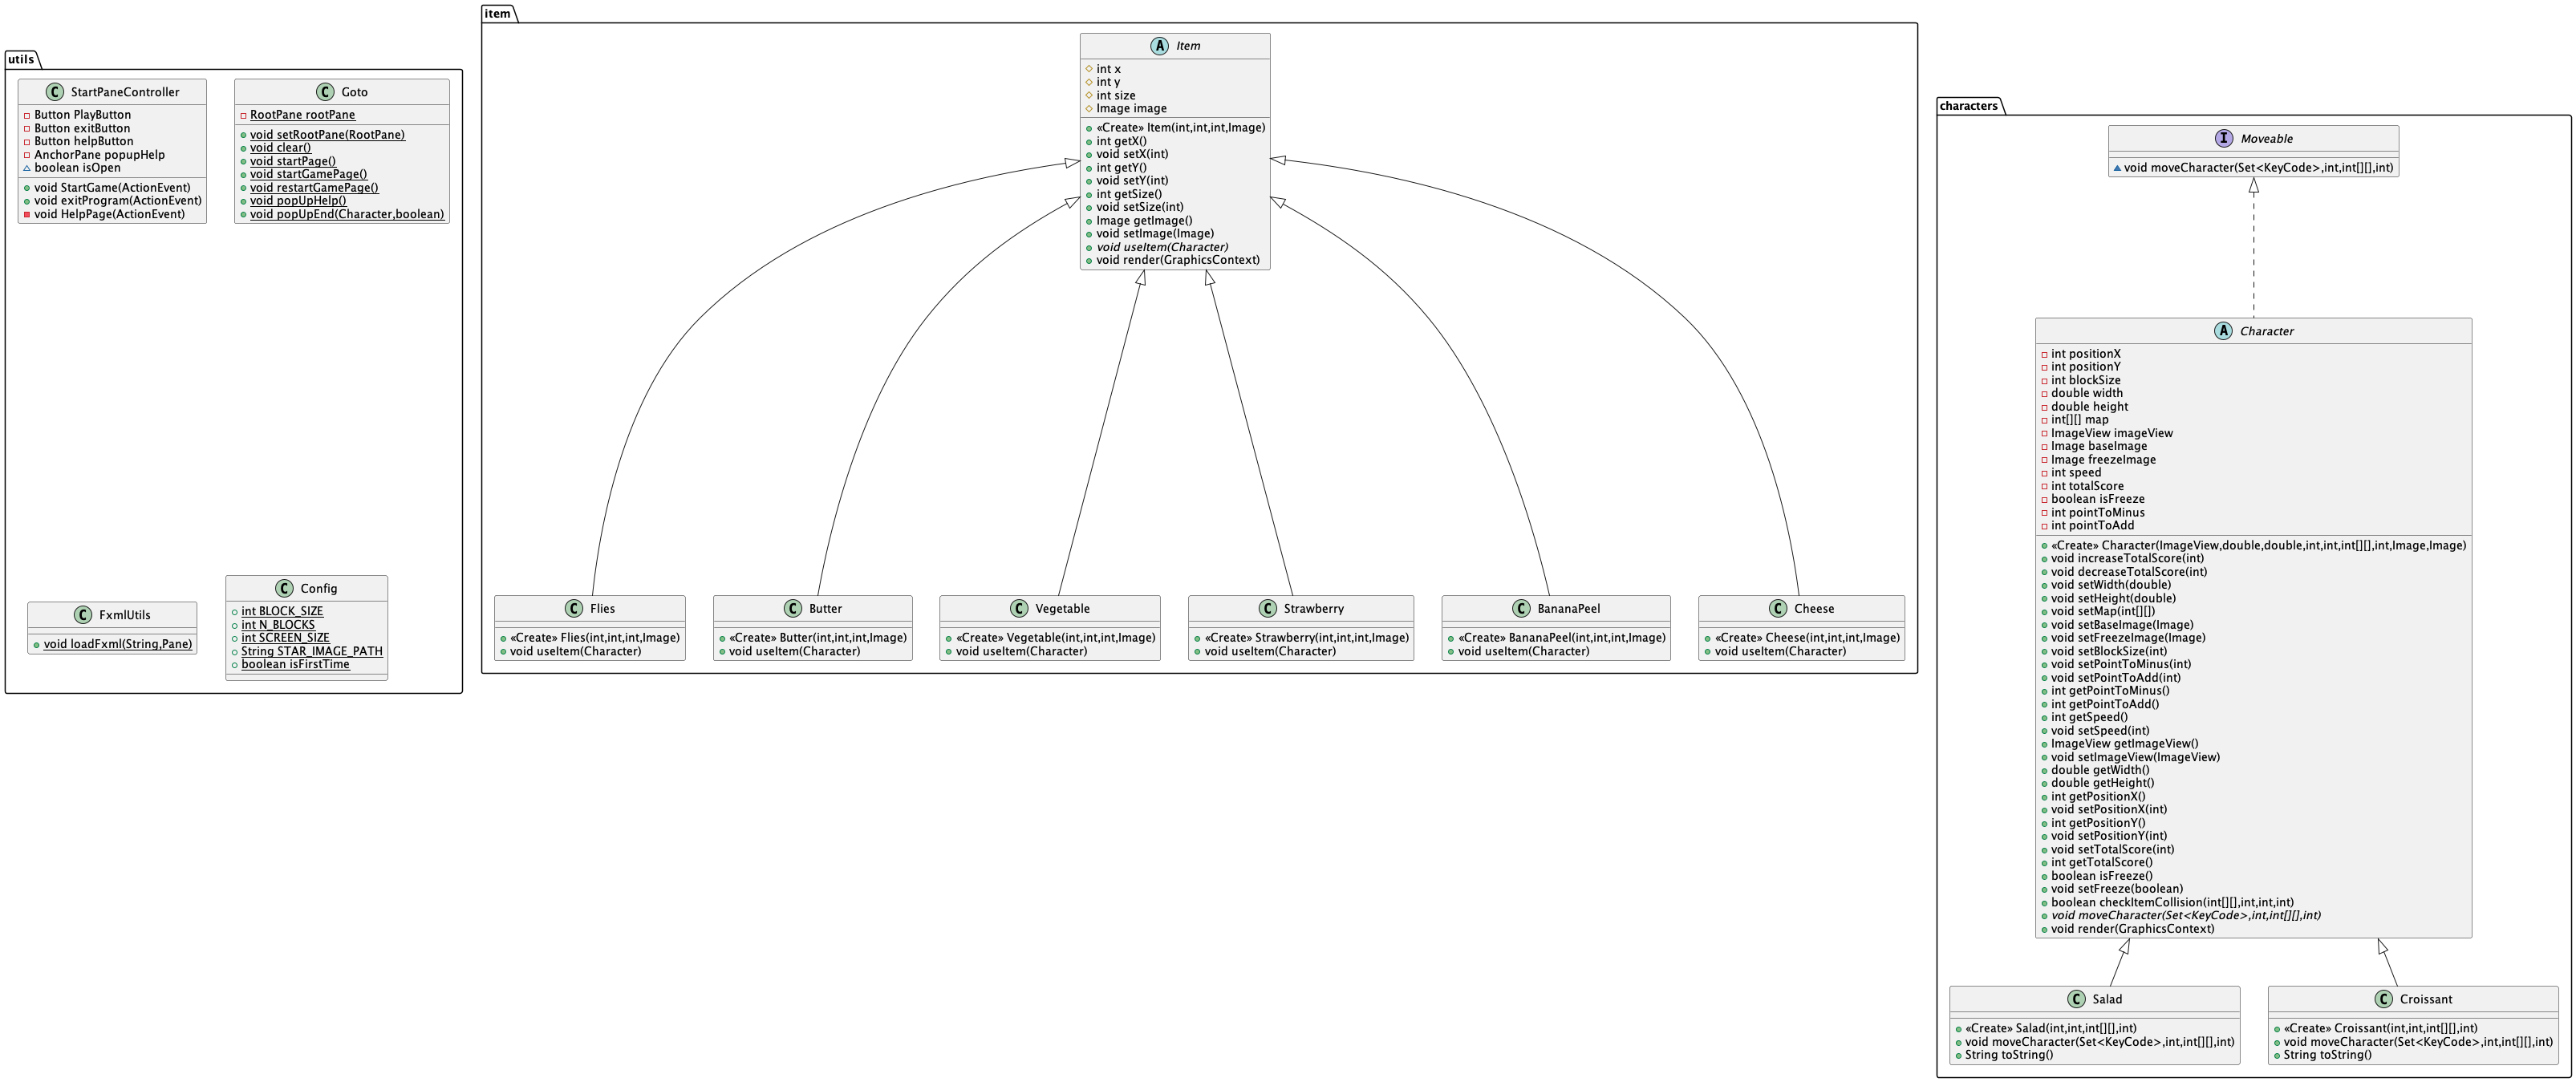 utils
C StartPaneController
Button PlayButton
Button exitButton
Button helpButton
AnchorPane popupHelp
boolean isOpen
void StartGame(ActionEvent)
void exitProgram(ActionEvent)
void HelpPage(ActionEvent)
C Goto
RootPane rootPane
void setRootPane(RootPane)
void clear()
void startPage()
void startGamePage()
void restartGamePage()
void popUpHelp()
void popUpEnd(Character,boolean)
C FxmlUtils
void loadFxml(String,Pane)
C Config
int BLOCK_SIZE
int N_BLOCKS
int SCREEN_SIZE
String STAR_IMAGE_PATH
boolean isFirstTime
item
A Item
int x
int y
int size
Image image
«Create» Item(int,int,int,Image)
int getX()
void setX(int)
int getY()
void setY(int)
int getSize()
void setSize(int)
Image getImage()
void setImage(Image)
void useItem(Character)
void render(GraphicsContext)
C Flies
«Create» Flies(int,int,int,Image)
void useItem(Character)
C Butter
«Create» Butter(int,int,int,Image)
void useItem(Character)
C Vegetable
«Create» Vegetable(int,int,int,Image)
void useItem(Character)
C Strawberry
«Create» Strawberry(int,int,int,Image)
void useItem(Character)
C BananaPeel
«Create» BananaPeel(int,int,int,Image)
void useItem(Character)
C Cheese
«Create» Cheese(int,int,int,Image)
void useItem(Character)
characters
I Moveable
void moveCharacter(Set<KeyCode>,int,int[][],int)
A Character
int positionX
int positionY
int blockSize
double width
double height
int[][] map
ImageView imageView
Image baseImage
Image freezeImage
int speed
int totalScore
boolean isFreeze
int pointToMinus
int pointToAdd
«Create» Character(ImageView,double,double,int,int,int[][],int,Image,Image)
void increaseTotalScore(int)
void decreaseTotalScore(int)
void setWidth(double)
void setHeight(double)
void setMap(int[][])
void setBaseImage(Image)
void setFreezeImage(Image)
void setBlockSize(int)
void setPointToMinus(int)
void setPointToAdd(int)
int getPointToMinus()
int getPointToAdd()
int getSpeed()
void setSpeed(int)
ImageView getImageView()
void setImageView(ImageView)
double getWidth()
double getHeight()
int getPositionX()
void setPositionX(int)
int getPositionY()
void setPositionY(int)
void setTotalScore(int)
int getTotalScore()
boolean isFreeze()
void setFreeze(boolean)
boolean checkItemCollision(int[][],int,int,int)
void moveCharacter(Set<KeyCode>,int,int[][],int)
void render(GraphicsContext)
C Salad
«Create» Salad(int,int,int[][],int)
void moveCharacter(Set<KeyCode>,int,int[][],int)
String toString()
C Croissant
«Create» Croissant(int,int,int[][],int)
void moveCharacter(Set<KeyCode>,int,int[][],int)
String toString()